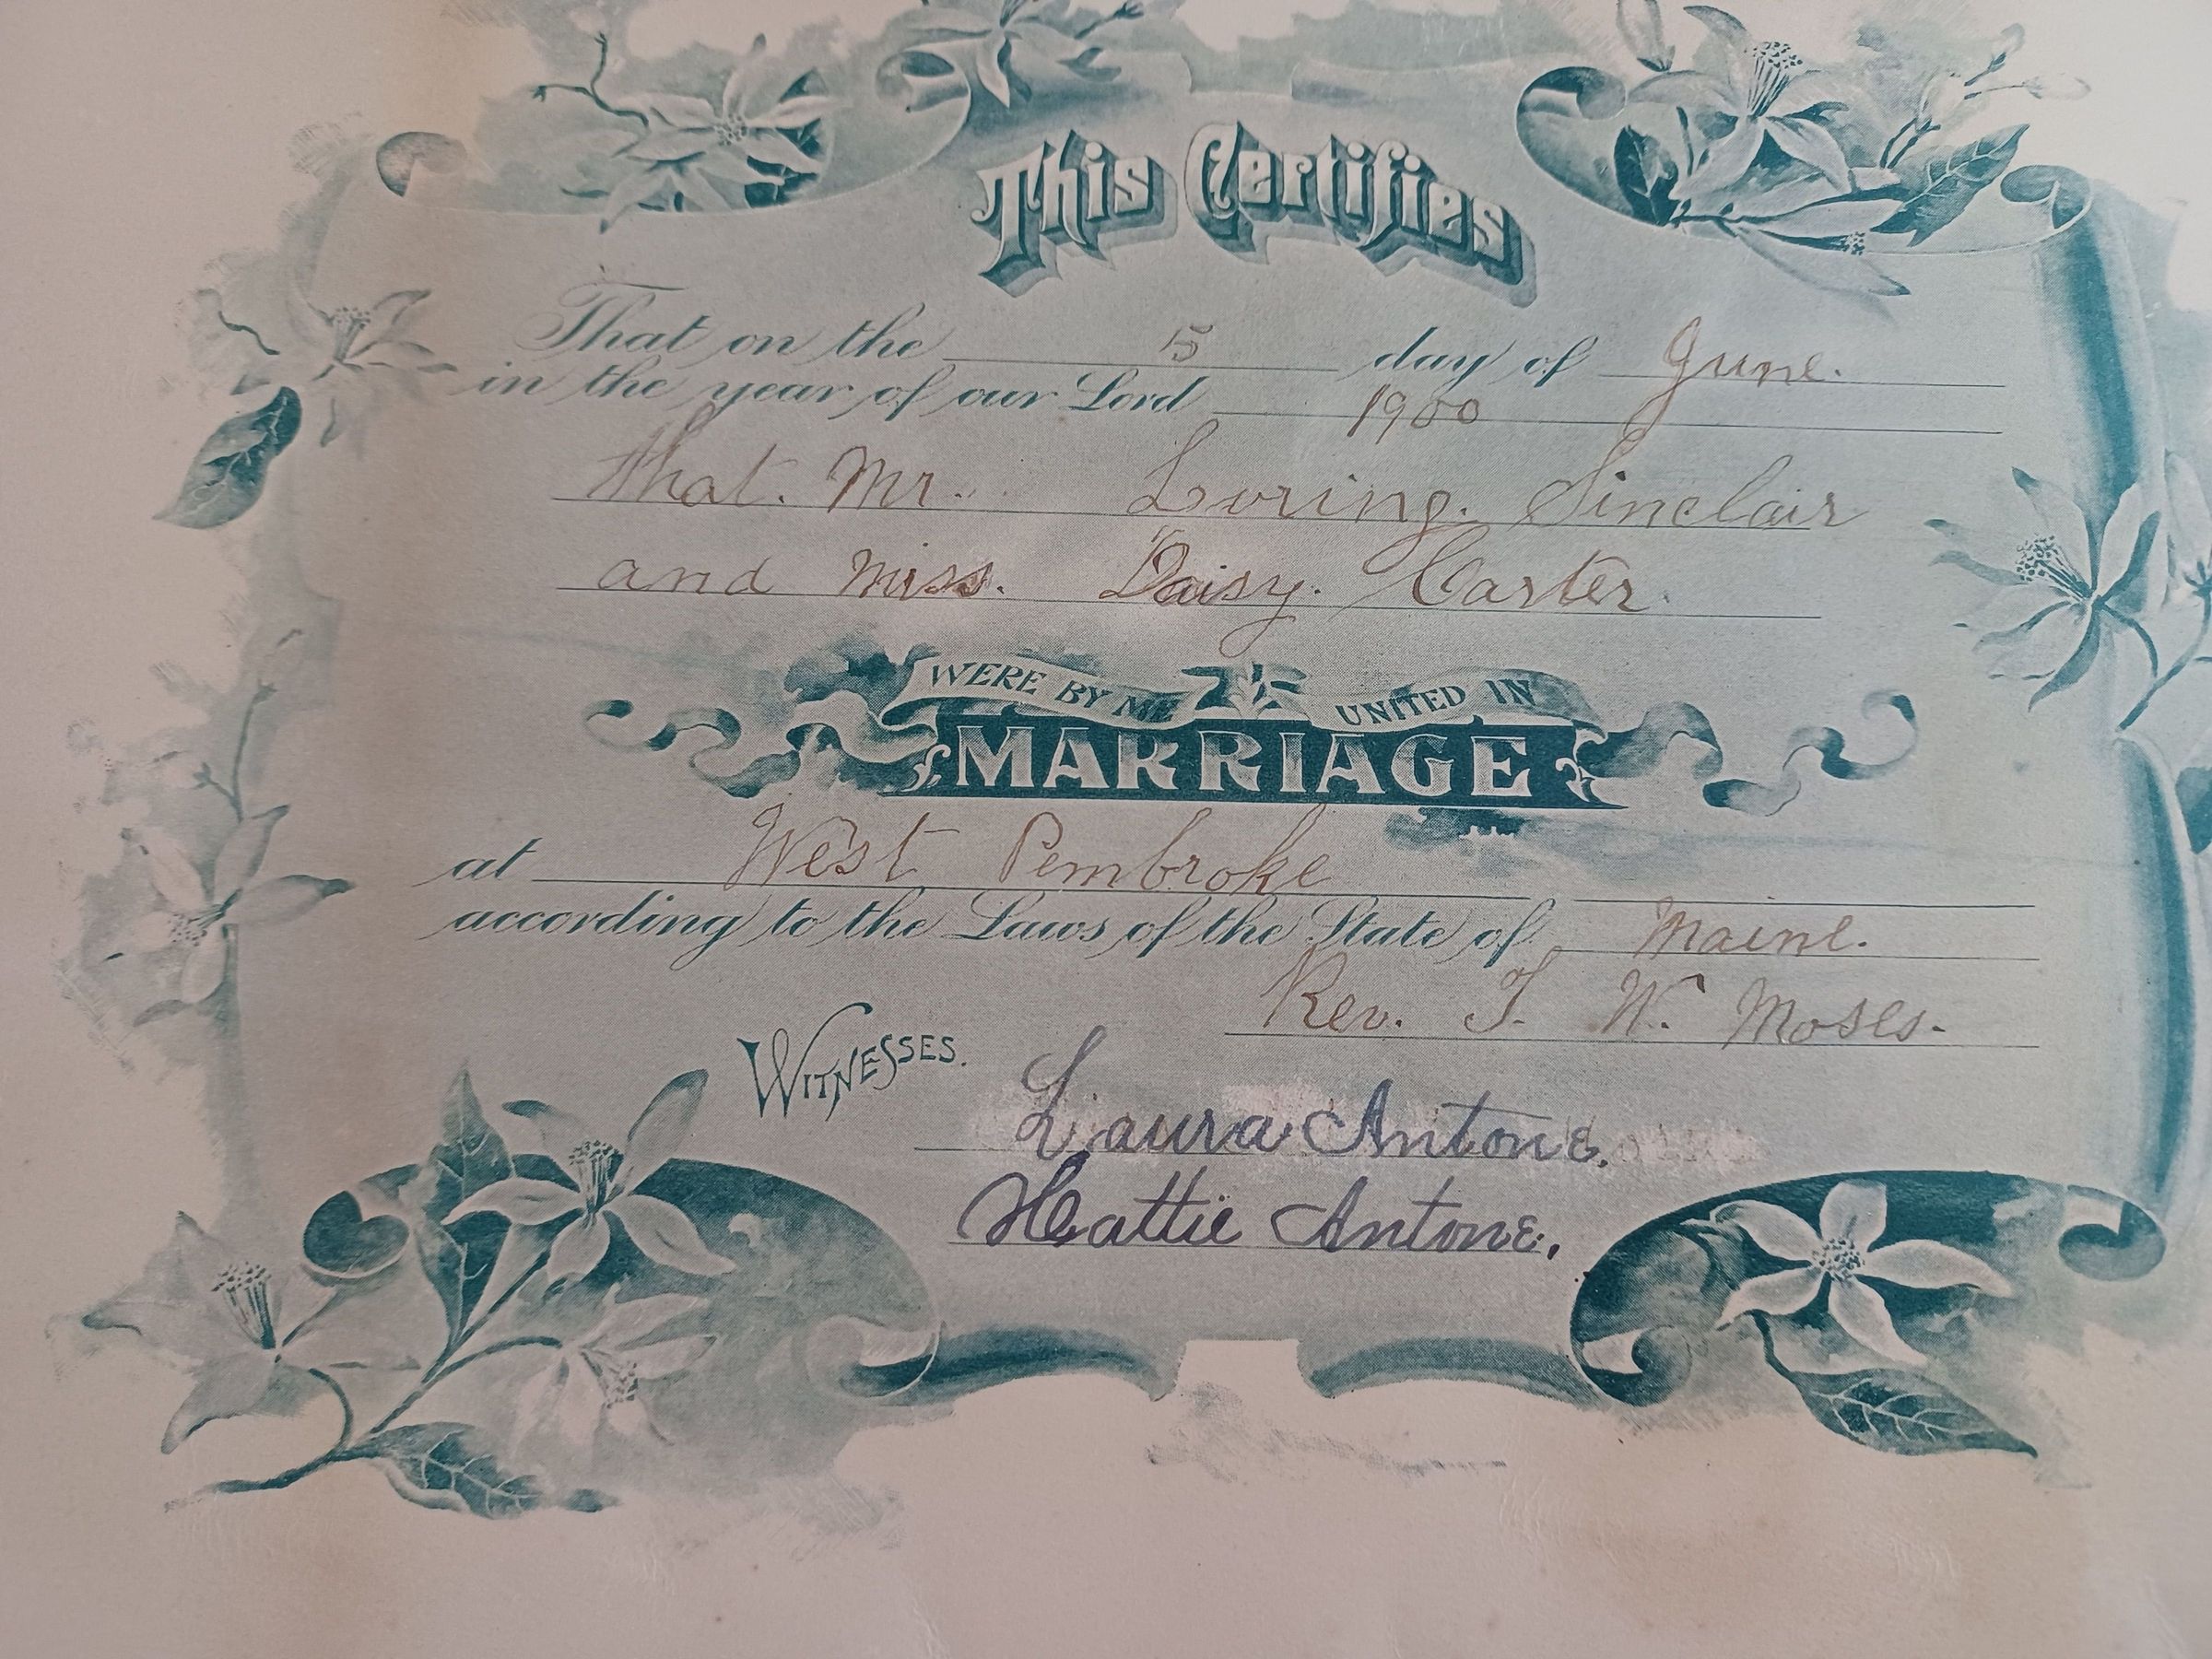 This Certifies
That on the 5 day of June.
in the year of our Lord 1900
that. Mr. Loring. Sinclair
and Miss. Daisy. Carter.
WERE BY ME UNITED IN
MARRIAGE
at West Pembroke
according to the Laws of the State of Maine.
Rev. T. W. Moses.
WITNESSES.
Laura Antone.
Hattie Antone.